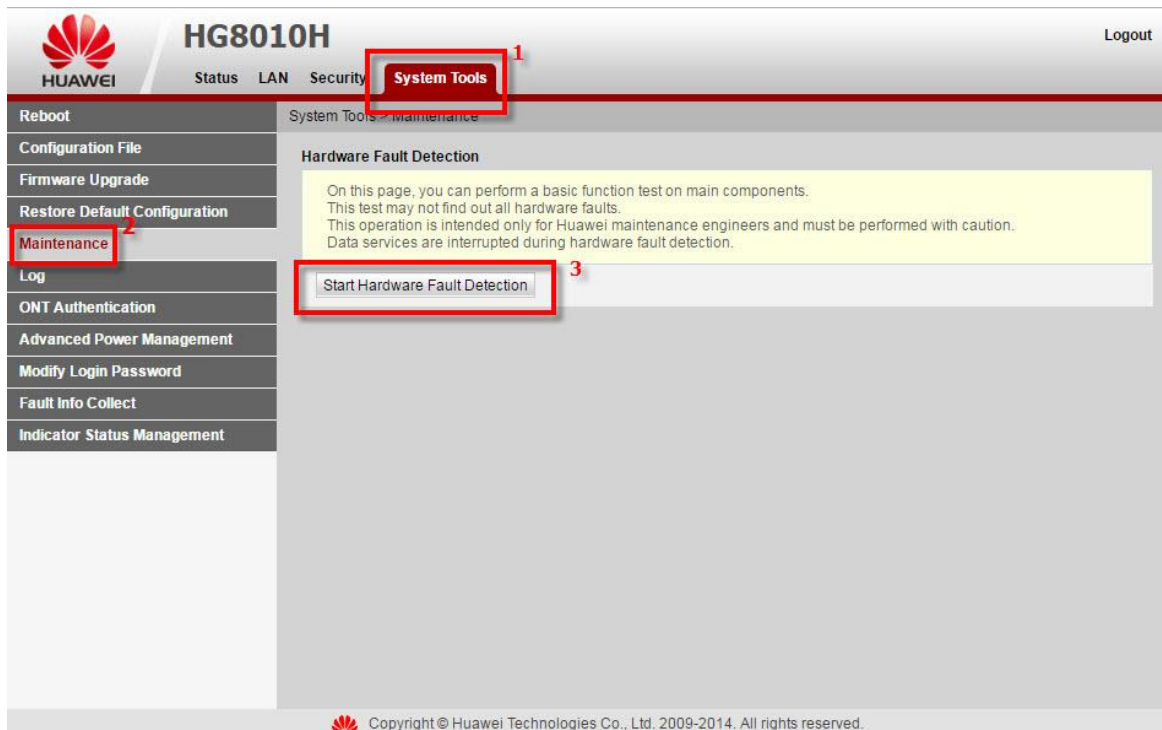 HG8010H
Logout
HUAWEI
Status LAN Security System Tools
1
Reboot
System Tools > Maintenance
Configuration File
Hardware Fault Detection
Firmware Upgrade
On this page, you can perform a basic function test on main components.
Restore Default Configuration
This test may not find out all hardware faults.
This operation is intended only for Huawei maintenance engineers and must be performed with caution.
2
Maintenance
Data services are interrupted during hardware fault detection.
Log
3
Start Hardware Fault Detection
ONT Authentication
Advanced Power Management
Modify Login Password
Fault Info Collect
Indicator Status Management
Copyright © Huawei Technologies Co., Ltd. 2009-2014. All rights reserved.